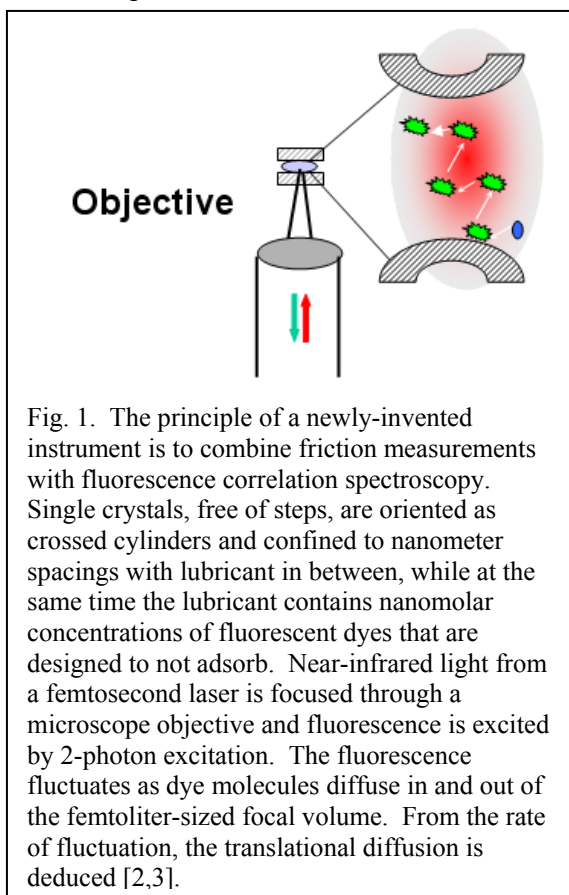 Objective
Fig. 1.  The principle of a newly-invented
instrument is to combine friction measurements
with fluorescence correlation spectroscopy.
Single crystals, free of steps, are oriented as
crossed cylinders and confined to nanometer
spacings with lubricant in between, while at the
same time the lubricant contains nanomolar
concentrations of fluorescent dyes that are
designed to not adsorb.  Near-infrared light from
a femtosecond laser is focused through a
microscope objective and fluorescence is excited
by 2-photon excitation.  The fluorescence
fluctuates as dye molecules diffuse in and out of
the femtoliter-sized focal volume.  From the rate
of fluctuation, the translational diffusion is
deduced [2,3].